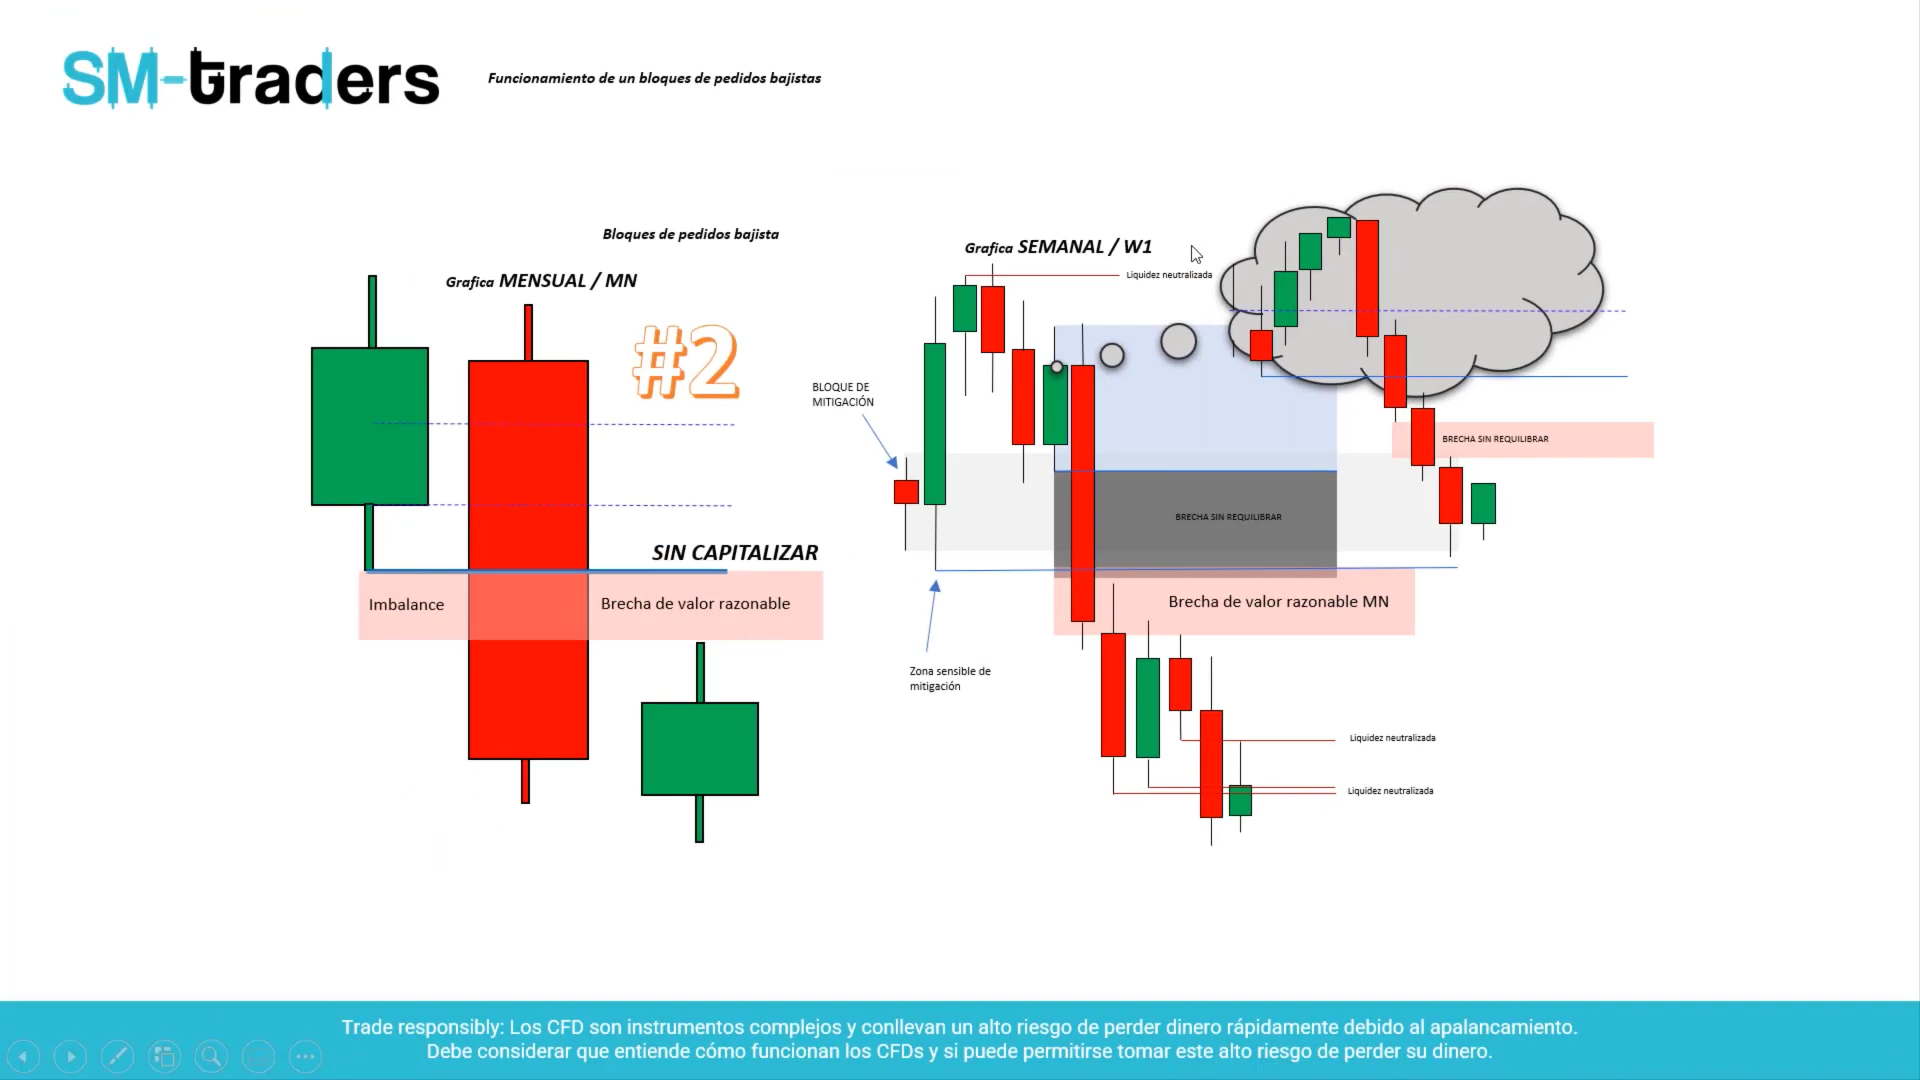 SM-traders
Funcionamiento de un bloques de pedidos bajistas
Bloques de pedidos bajista
Grafica MENSUAL / MN
#2
SIN CAPITALIZAR
Imbalance
Brecha de valor razonable
Grafica SEMANAL / W1
Liquidez neutralizada
BLOQUE DE
MITIGACIÓN
BRECHA SIN REQUILIBRAR
BRECHA SIN REQUILIBRAR
Brecha de valor razonable MN
Zona sensible de
mitigación
Liquidez neutralizada
Liquidez neutralizada
Trade responsibly: Los CFD son instrumentos complejos y conllevan un alto riesgo de perder dinero rápidamente debido al apalancamiento.
Debe considerar que entiende cómo funcionan los CFDs y si puede permitirse tomar este alto riesgo de perder su dinero.